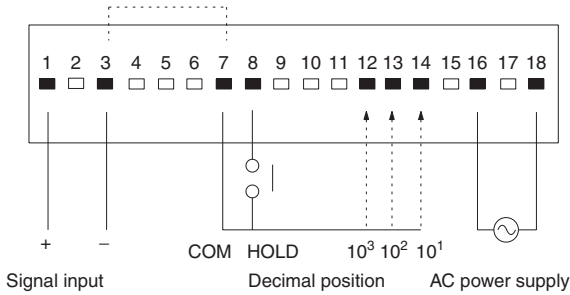 1 2 3 4 5 6 7 8 9 10 11 12 13 14 15 16 17 18
+ − COM HOLD 10³ 10² 10¹
Signal input Decimal position AC power supply